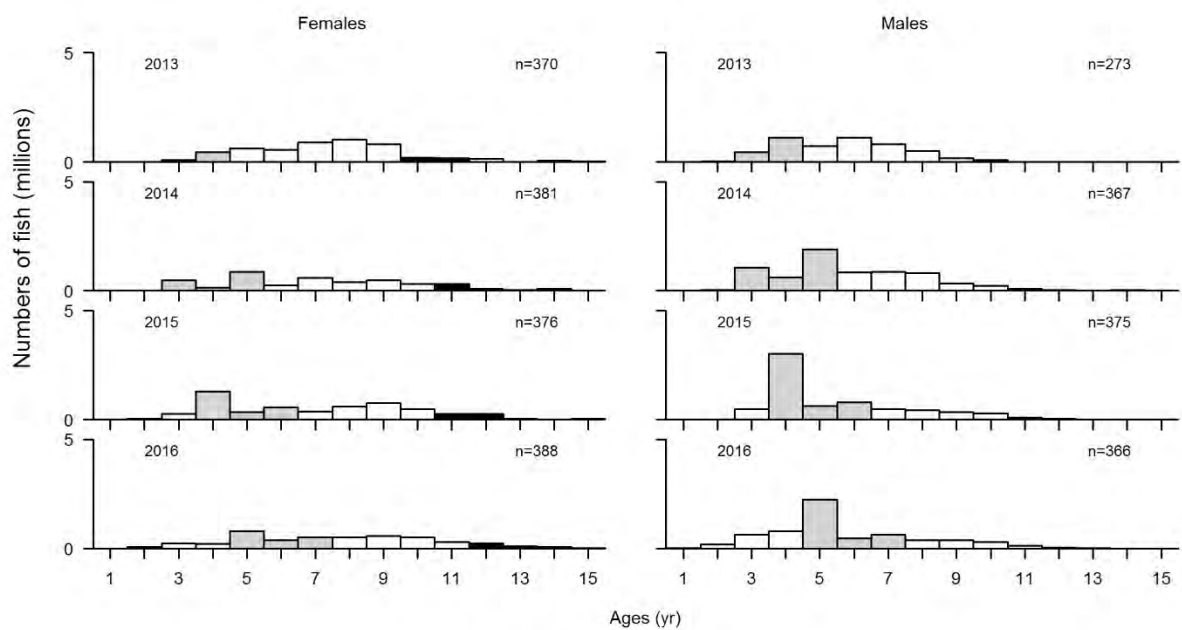 Females Males
Numbers of fish (millions)
5
2013 n=370 2013 n=273
0
5
2014 n=381 2014 n=367
0
5
2015 n=376 2015 n=375
0
5
2016 n=388 2016 n=366
0
1 3 5 7 9 11 13 15 1 3 5 7 9 11 13 15
Ages (yr)